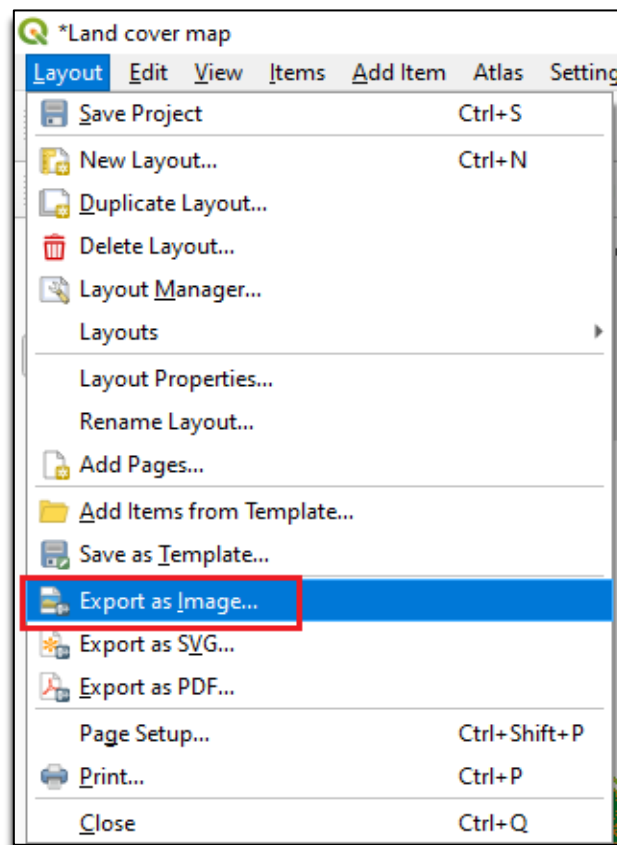 *Land cover map
Layout Edit View Items Add Item Atlas Setting
Save Project Ctrl+S
New Layout... Ctrl+N
Duplicate Layout...
Delete Layout...
Layout Manager...
Layouts
Layout Properties...
Rename Layout...
Add Pages...
Add Items from Template...
Save as Template...
Export as Image...
Export as SVG...
Export as PDF...
Page Setup... Ctrl+Shift+P
Print... Ctrl+P
Close Ctrl+Q